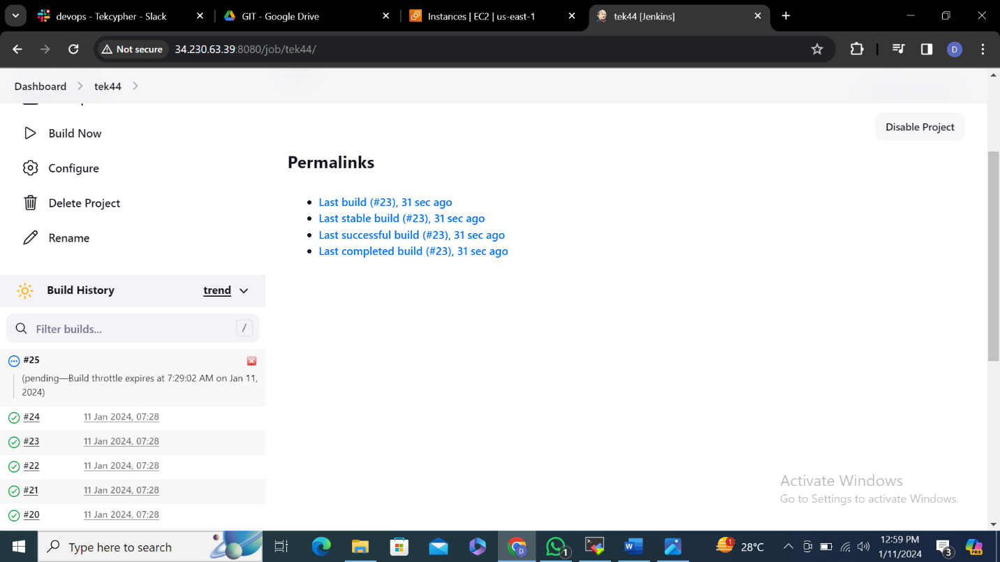 devops - Tekcypher - Slack
GIT - Google Drive
Instances | EC2 | us-east-1
tek44 [Jenkins]
Not secure
34.230.63.39:8080/job/tek44/
D
Dashboard
tek44
Build Now
Configure
Delete Project
Rename
Disable Project
Permalinks
Last build (#23), 31 sec ago
Last stable build (#23), 31 sec ago
Last successful build (#23), 31 sec ago
Last completed build (#23), 31 sec ago
Build History
trend
Filter builds...
/
#25
(pending—Build throttle expires at 7:29:02 AM on Jan 11,
2024)
#24 11 Jan 2024, 07:28
#23 11 Jan 2024, 07:28
#22 11 Jan 2024, 07:28
#21 11 Jan 2024, 07:28
#20 11 Jan 2024, 07:28
Activate Windows
Go to Settings to activate Windows.
Type here to search
D
1
W
1
28°C
12:59 PM
1/11/2024
3
PRE